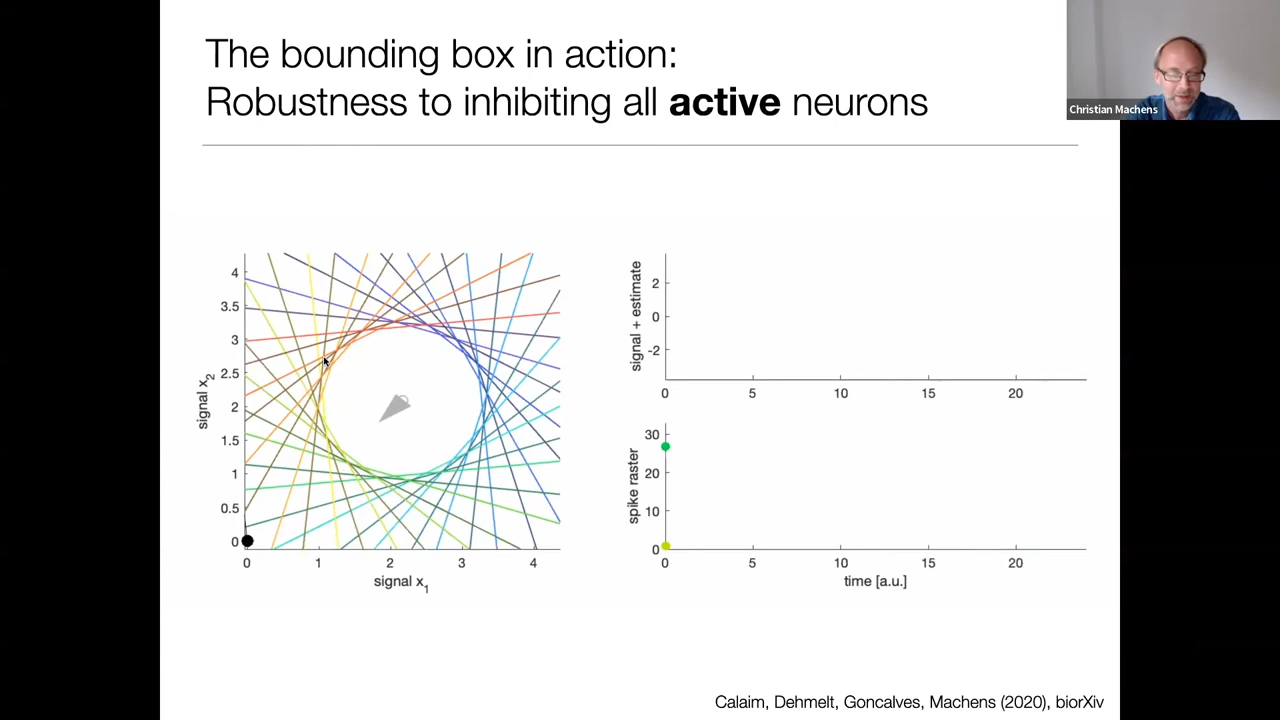 The bounding box in action:
Robustness to inhibiting all active neurons
Christian Machens
4
3.5
3
2.5
2
1.5
1
0.5
0
signal x2
0 1 2 3 4
signal x1
2
0
-2
signal + estimate
0 5 10 15 20
30
20
10
0
spike raster
0 5 10 15 20
time [a.u.]
Calaim, Dehmelt, Goncalves, Machens (2020), biorXiv